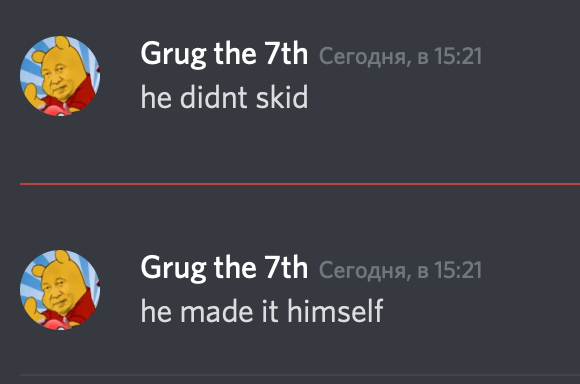 Grug the 7th Сегодня, в 15:21
he didnt skid
Grug the 7th Сегодня, в 15:21
he made it himself